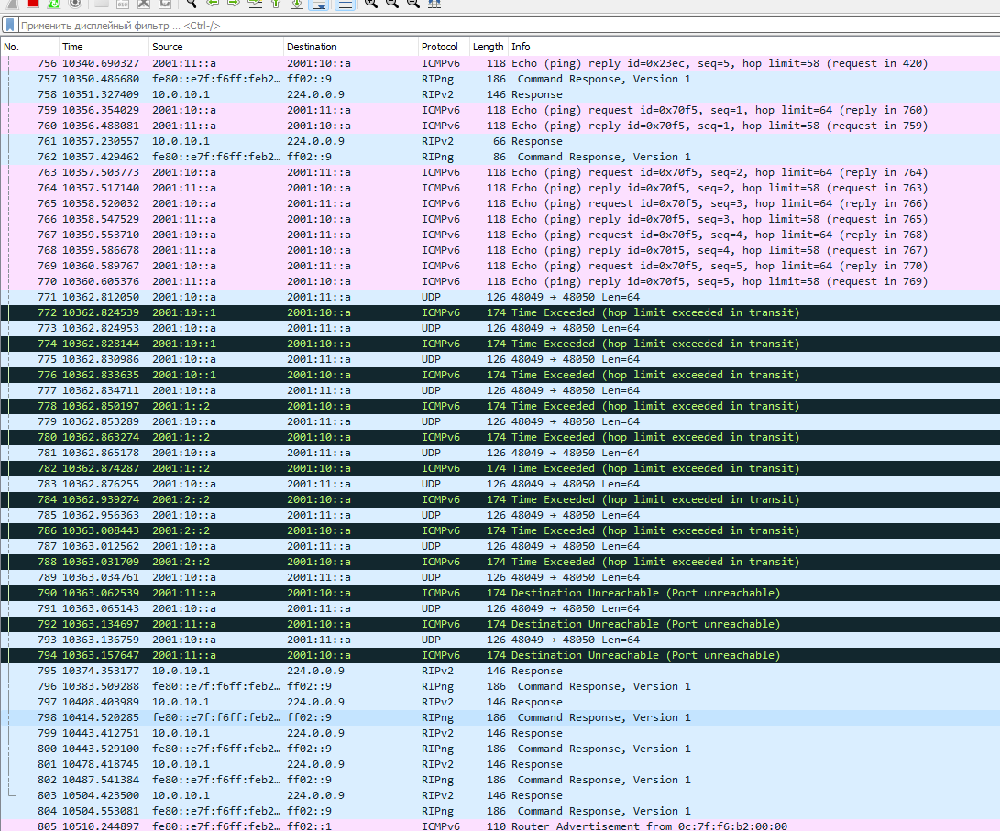 Применить дисплейный фильтр ... <Ctrl-/>
No. Time Source Destination Protocol Length Info
756 10340.690327 2001:11::a 2001:10::a ICMPv6 118 Echo (ping) reply id=0x23ec, seq=5, hop limit=58 (request in 420)
757 10350.486680 fe80::e7f:f6ff:feb2… ff02::9 RIPng 186 Command Response, Version 1
758 10351.327409 10.0.10.1 224.0.0.9 RIPv2 146 Response
759 10356.354029 2001:10::a 2001:11::a ICMPv6 118 Echo (ping) request id=0x70f5, seq=1, hop limit=64 (reply in 760)
760 10356.488081 2001:11::a 2001:10::a ICMPv6 118 Echo (ping) reply id=0x70f5, seq=1, hop limit=58 (request in 759)
761 10357.230557 10.0.10.1 224.0.0.9 RIPv2 66 Response
762 10357.429462 fe80::e7f:f6ff:feb2… ff02::9 RIPng 86 Command Response, Version 1
763 10357.503773 2001:10::a 2001:11::a ICMPv6 118 Echo (ping) request id=0x70f5, seq=2, hop limit=64 (reply in 764)
764 10357.517140 2001:11::a 2001:10::a ICMPv6 118 Echo (ping) reply id=0x70f5, seq=2, hop limit=58 (request in 763)
765 10358.520032 2001:10::a 2001:11::a ICMPv6 118 Echo (ping) request id=0x70f5, seq=3, hop limit=64 (reply in 766)
766 10358.547529 2001:11::a 2001:10::a ICMPv6 118 Echo (ping) reply id=0x70f5, seq=3, hop limit=58 (request in 765)
767 10359.553710 2001:10::a 2001:11::a ICMPv6 118 Echo (ping) request id=0x70f5, seq=4, hop limit=64 (reply in 768)
768 10359.586678 2001:11::a 2001:10::a ICMPv6 118 Echo (ping) reply id=0x70f5, seq=4, hop limit=58 (request in 767)
769 10360.589767 2001:10::a 2001:11::a ICMPv6 118 Echo (ping) request id=0x70f5, seq=5, hop limit=64 (reply in 770)
770 10360.605376 2001:11::a 2001:10::a ICMPv6 118 Echo (ping) reply id=0x70f5, seq=5, hop limit=58 (request in 769)
771 10362.812050 2001:10::a 2001:11::a UDP 126 48049 → 48050 Len=64
772 10362.824539 2001:10::1 2001:10::a ICMPv6 174 Time Exceeded (hop limit exceeded in transit)
773 10362.824953 2001:10::a 2001:11::a UDP 126 48049 → 48050 Len=64
774 10362.828144 2001:10::1 2001:10::a ICMPv6 174 Time Exceeded (hop limit exceeded in transit)
775 10362.830986 2001:10::a 2001:11::a UDP 126 48049 → 48050 Len=64
776 10362.833635 2001:10::1 2001:10::a ICMPv6 174 Time Exceeded (hop limit exceeded in transit)
777 10362.834711 2001:10::a 2001:11::a UDP 126 48049 → 48050 Len=64
778 10362.850197 2001:1::2 2001:10::a ICMPv6 174 Time Exceeded (hop limit exceeded in transit)
779 10362.853289 2001:10::a 2001:11::a UDP 126 48049 → 48050 Len=64
780 10362.863274 2001:1::2 2001:10::a ICMPv6 174 Time Exceeded (hop limit exceeded in transit)
781 10362.865178 2001:10::a 2001:11::a UDP 126 48049 → 48050 Len=64
782 10362.874287 2001:1::2 2001:10::a ICMPv6 174 Time Exceeded (hop limit exceeded in transit)
783 10362.876255 2001:10::a 2001:11::a UDP 126 48049 → 48050 Len=64
784 10362.939274 2001:2::2 2001:10::a ICMPv6 174 Time Exceeded (hop limit exceeded in transit)
785 10362.956363 2001:10::a 2001:11::a UDP 126 48049 → 48050 Len=64
786 10363.008443 2001:2::2 2001:10::a ICMPv6 174 Time Exceeded (hop limit exceeded in transit)
787 10363.012562 2001:10::a 2001:11::a UDP 126 48049 → 48050 Len=64
788 10363.031709 2001:2::2 2001:10::a ICMPv6 174 Time Exceeded (hop limit exceeded in transit)
789 10363.034761 2001:10::a 2001:11::a UDP 126 48049 → 48050 Len=64
790 10363.062539 2001:11::a 2001:10::a ICMPv6 174 Destination Unreachable (Port unreachable)
791 10363.065143 2001:10::a 2001:11::a UDP 126 48049 → 48050 Len=64
792 10363.134697 2001:11::a 2001:10::a ICMPv6 174 Destination Unreachable (Port unreachable)
793 10363.136759 2001:10::a 2001:11::a UDP 126 48049 → 48050 Len=64
794 10363.157647 2001:11::a 2001:10::a ICMPv6 174 Destination Unreachable (Port unreachable)
795 10374.353177 10.0.10.1 224.0.0.9 RIPv2 146 Response
796 10383.509288 fe80::e7f:f6ff:feb2… ff02::9 RIPng 186 Command Response, Version 1
797 10408.403989 10.0.10.1 224.0.0.9 RIPv2 146 Response
798 10414.520285 fe80::e7f:f6ff:feb2… ff02::9 RIPng 186 Command Response, Version 1
799 10443.412751 10.0.10.1 224.0.0.9 RIPv2 146 Response
800 10443.529100 fe80::e7f:f6ff:feb2… ff02::9 RIPng 186 Command Response, Version 1
801 10478.418745 10.0.10.1 224.0.0.9 RIPv2 146 Response
802 10487.541384 fe80::e7f:f6ff:feb2… ff02::9 RIPng 186 Command Response, Version 1
803 10504.423500 10.0.10.1 224.0.0.9 RIPv2 146 Response
804 10504.553081 fe80::e7f:f6ff:feb2… ff02::9 RIPng 186 Command Response, Version 1
805 10510.244897 fe80::e7f:f6ff:feb2… ff02::1 ICMPv6 110 Router Advertisement from 0c:7f:f6:b2:00:00